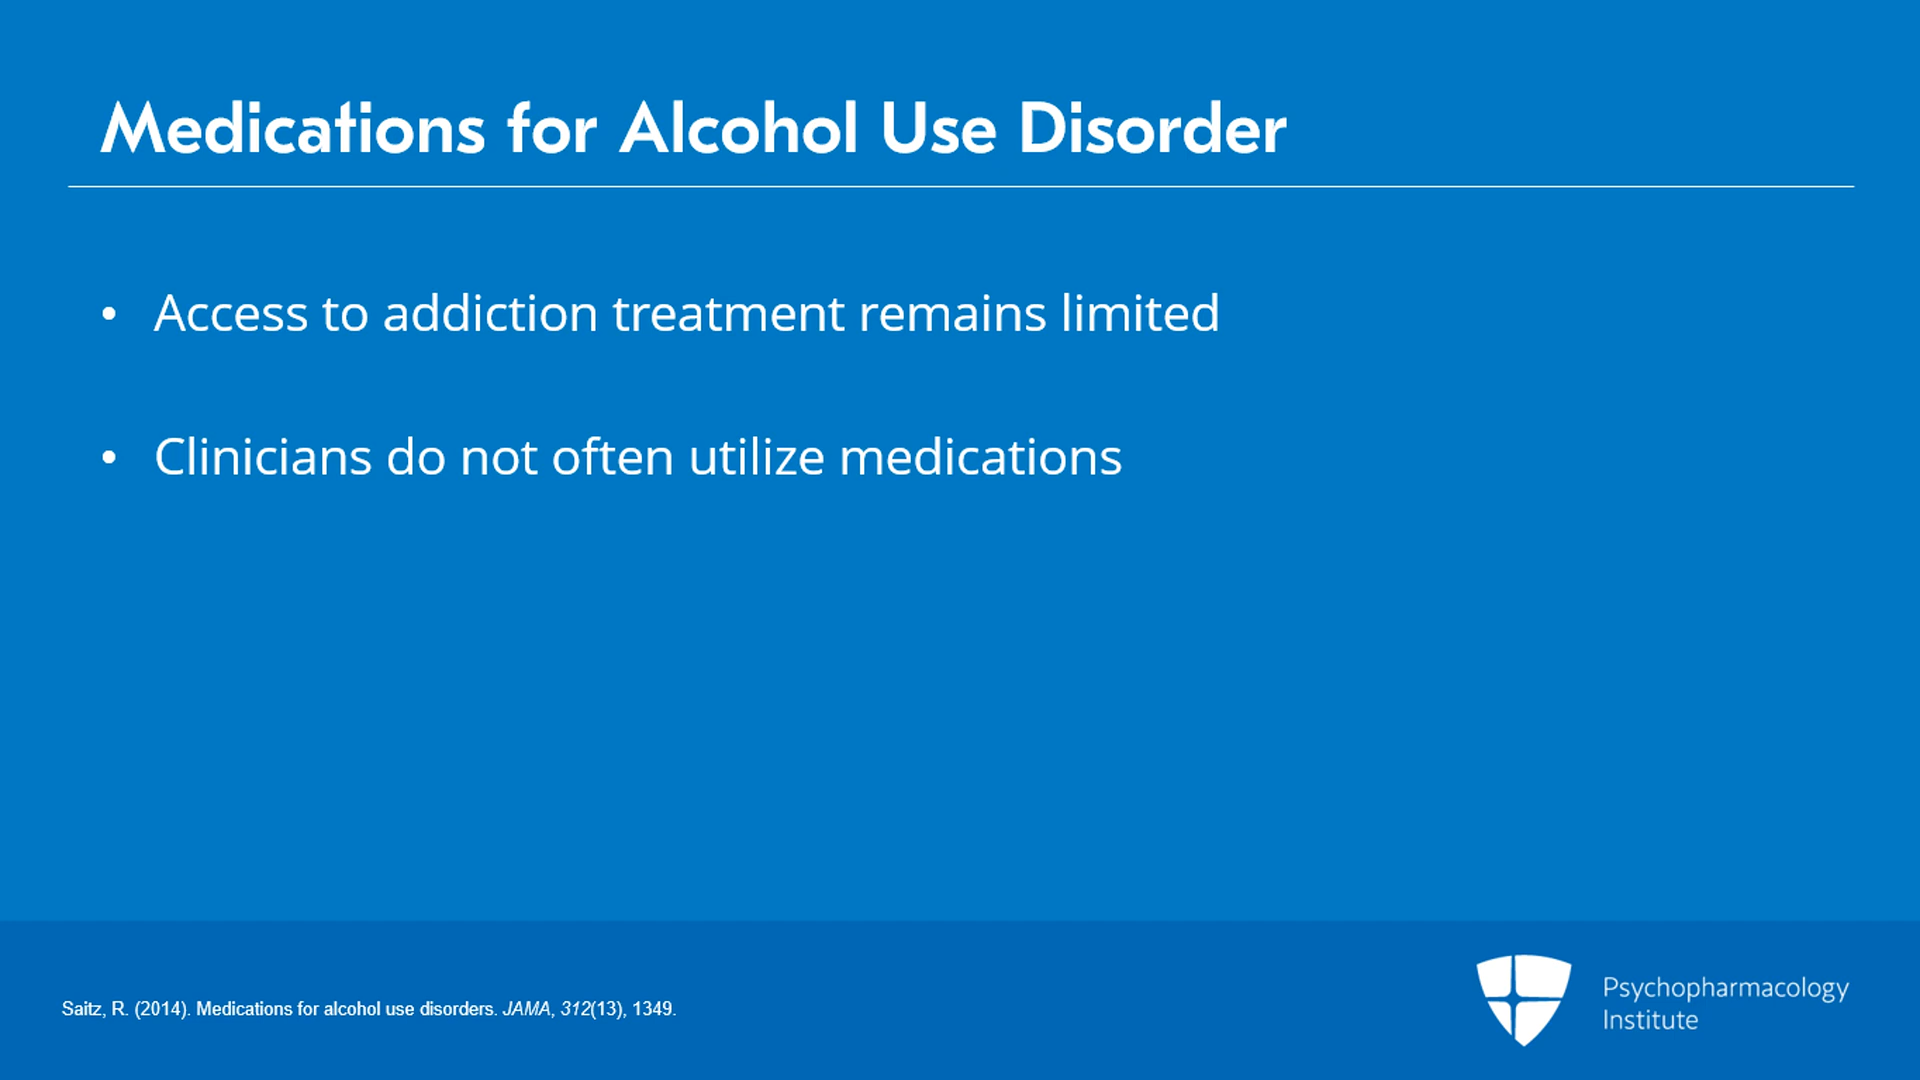 Medications for Alcohol Use Disorder
• Access to addiction treatment remains limited
• Clinicians do not often utilize medications
Saitz, R. (2014). Medications for alcohol use disorders. JAMA, 312(13), 1349.
Psychopharmacology
Institute